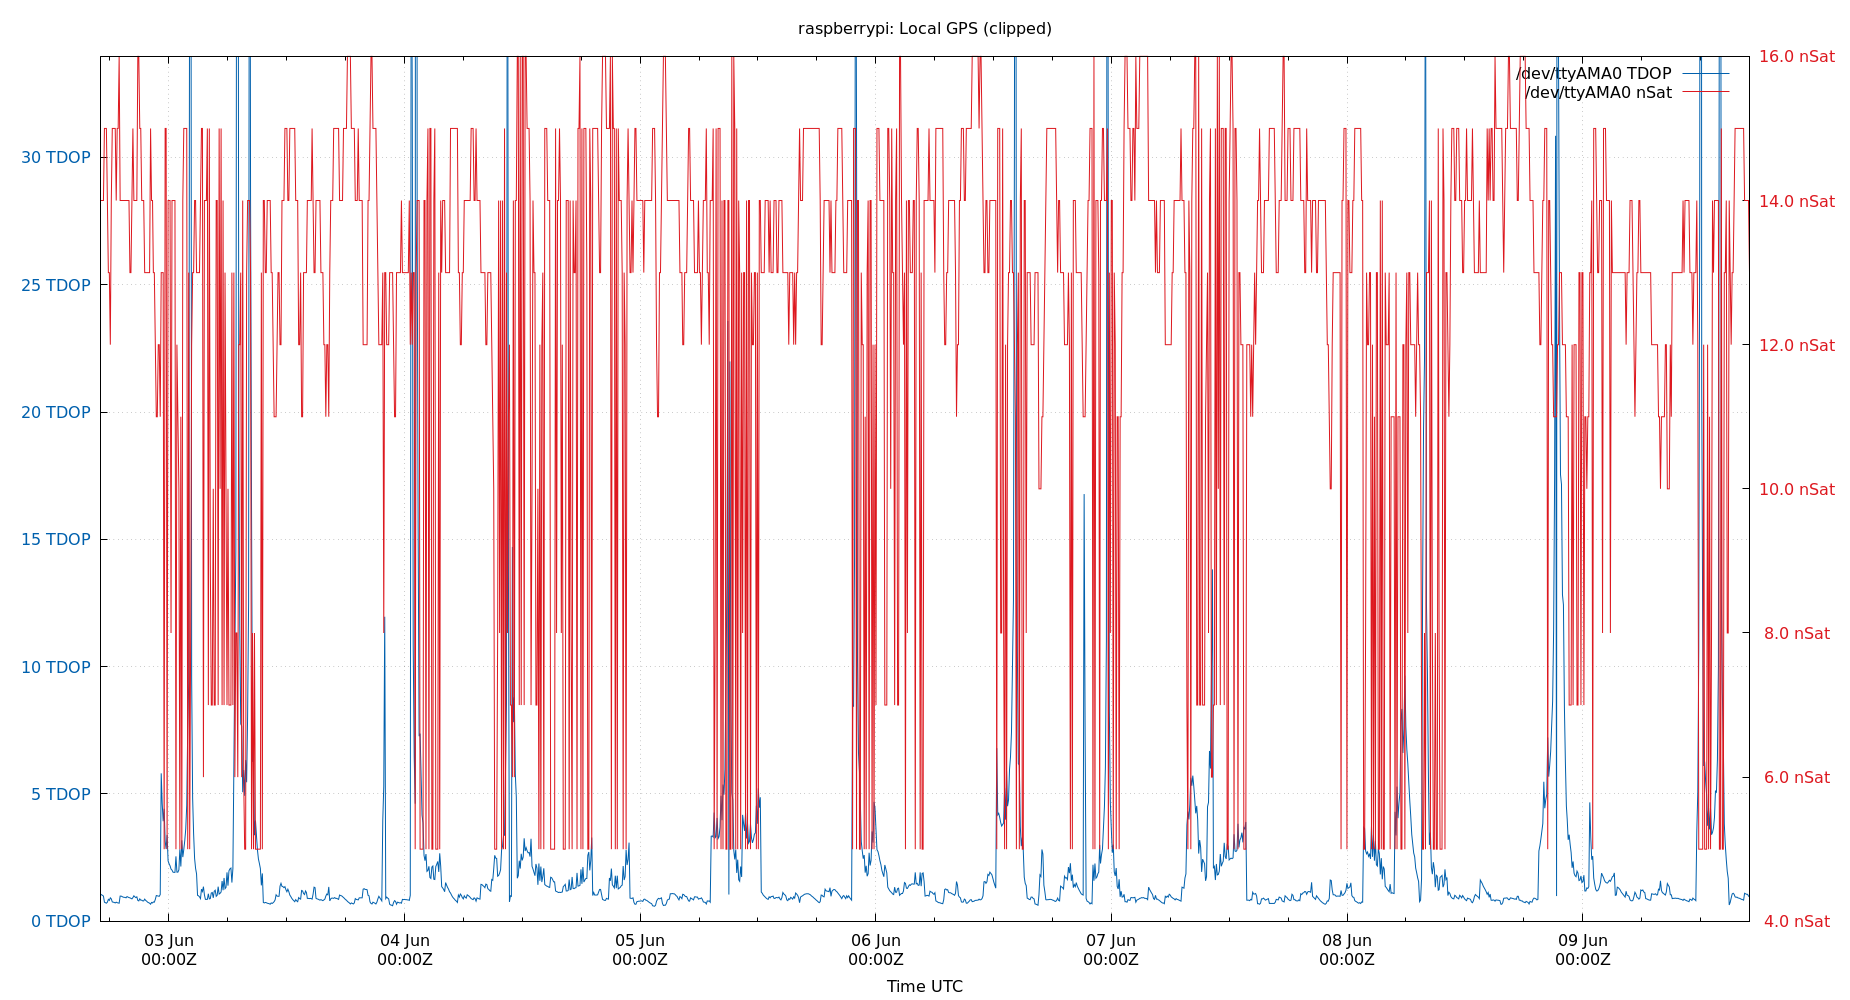 raspberrypi: Local GPS (clipped)
16.0 nSat
/dev/ttyAMA0 TDOP
/dev/ttyAMA0 nSat
30 TDOP
14.0 nSat
25 TDOP
12.0 nSat
20 TDOP
10.0 nSat
15 TDOP
8.0 nSat
10 TDOP
6.0 nSat
5 TDOP
0 TDOP
4.0 nSat
03 Jun 04 Jun 05 Jun 06 Jun 07 Jun 08 Jun 09 Jun
00:00Z 00:00Z 00:00Z 00:00Z 00:00Z 00:00Z 00:00Z
Time UTC